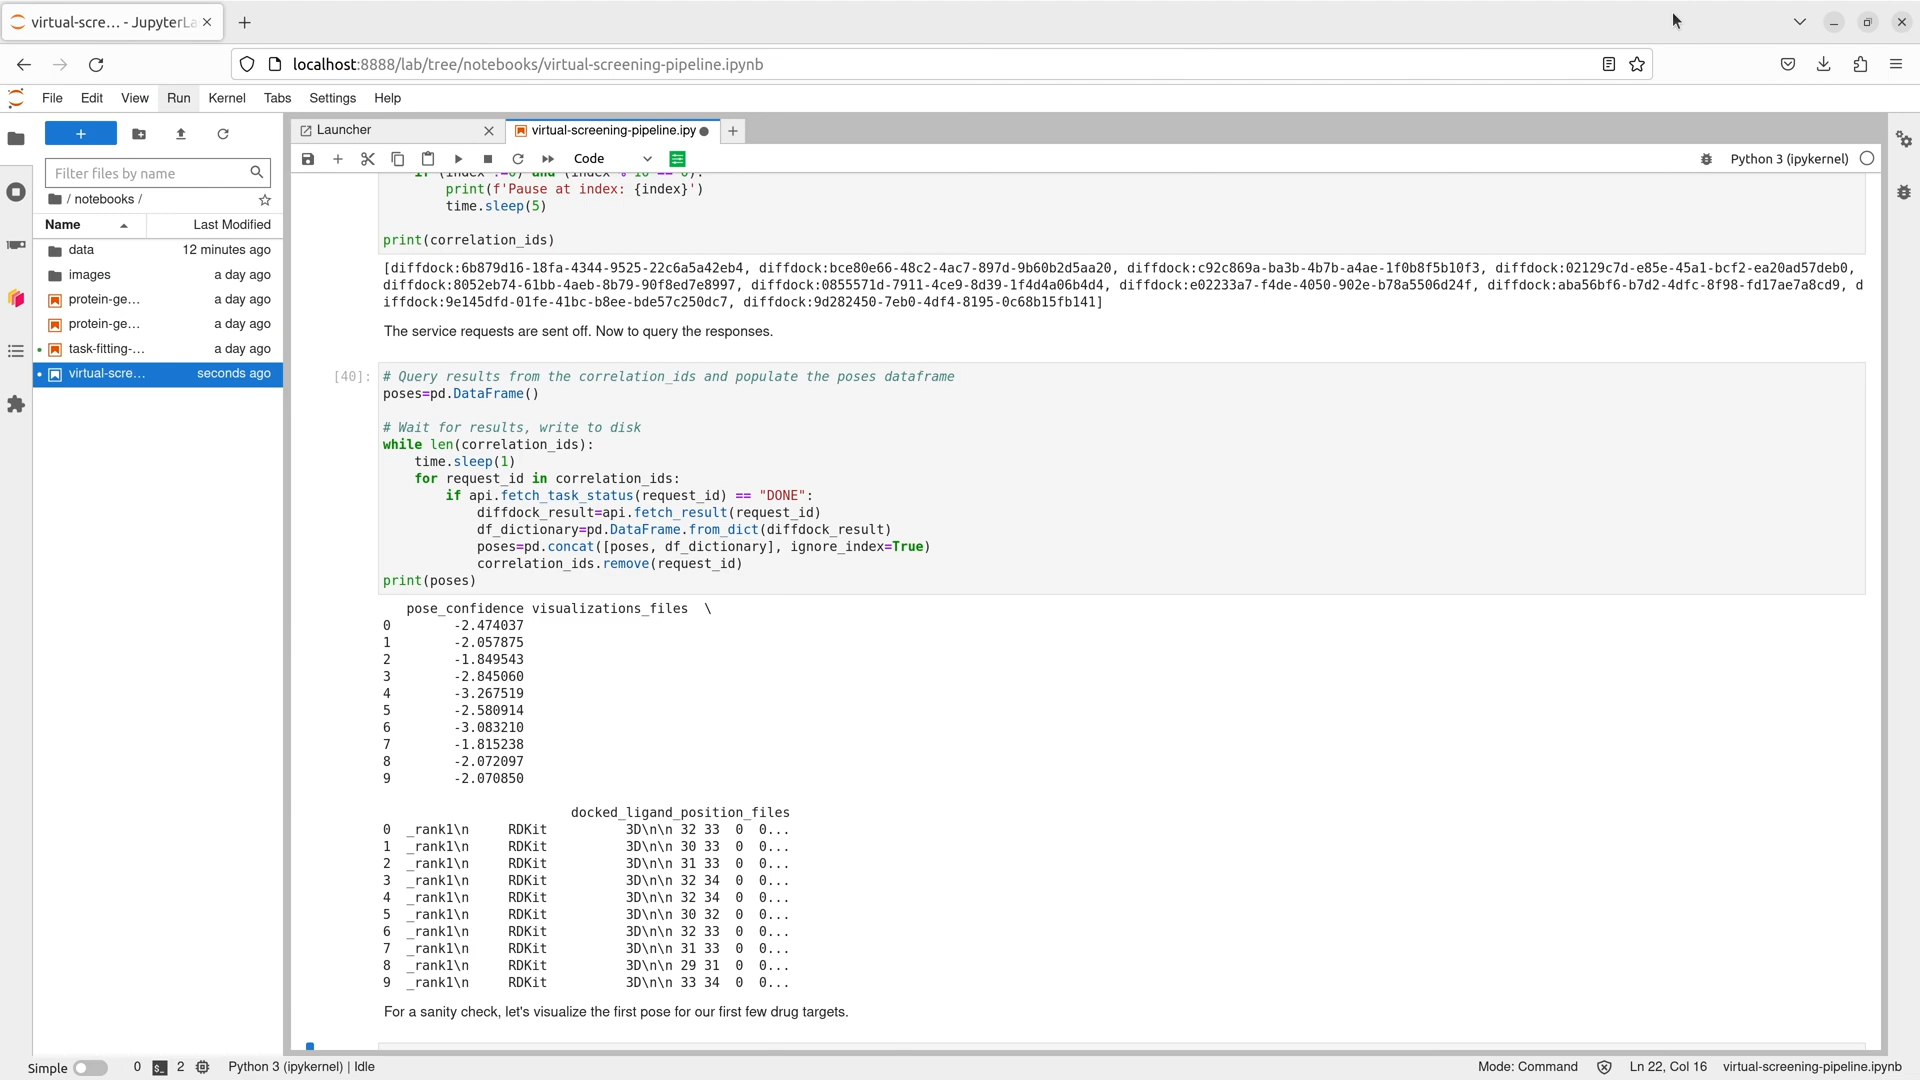 virtual-scre… - JupyterLa
localhost:8888/lab/tree/notebooks/virtual-screening-pipeline.ipynb
File Edit View Run Kernel Tabs Settings Help
Launcher
virtual-screening-pipeline.ipy
Filter files by name
Code
Python 3 (ipykernel)
/ notebooks /
Name Last Modified
data 12 minutes ago
images a day ago
protein-ge… a day ago
protein-ge… a day ago
task-fitting-… a day ago
virtual-scre… seconds ago
print(f'Pause at index: {index}')
time.sleep(5)
print(correlation_ids)
[diffdock:6b879d16-18fa-4344-9525-22c6a5a42eb4, diffdock:bce80e66-48c2-4ac7-897d-9b60b2d5aa20, diffdock:c92c869a-ba3b-4b7b-a4ae-1f0b8f5b10f3, diffdock:02129c7d-e85e-45a1-bcf2-ea20ad57deb0,
diffdock:8052eb74-61bb-4aeb-8b79-90f8ed7e8997, diffdock:0855571d-7911-4ce9-8d39-1f4d4a06b4d4, diffdock:e02233a7-f4de-4050-902e-b78a5506d24f, diffdock:aba56bf6-b7d2-4dfc-8f98-fd17ae7a8cd9, d
iffdock:9e145dfd-01fe-41bc-b8ee-bde57c250dc7, diffdock:9d282450-7eb0-4df4-8195-0c68b15fb141]
The service requests are sent off. Now to query the responses.
[40]: # Query results from the correlation_ids and populate the poses dataframe
poses=pd.DataFrame()
# Wait for results, write to disk
while len(correlation_ids):
time.sleep(1)
for request_id in correlation_ids:
if api.fetch_task_status(request_id) == "DONE":
diffdock_result=api.fetch_result(request_id)
df_dictionary=pd.DataFrame.from_dict(diffdock_result)
poses=pd.concat([poses, df_dictionary], ignore_index=True)
correlation_ids.remove(request_id)
print(poses)
pose_confidence visualizations_files \
0 -2.474037
1 -2.057875
2 -1.849543
3 -2.845060
4 -3.267519
5 -2.580914
6 -3.083210
7 -1.815238
8 -2.072097
9 -2.070850
docked_ligand_position_files
0 _rank1\n RDKit 3D\n\n 32 33 0 0...
1 _rank1\n RDKit 3D\n\n 30 33 0 0...
2 _rank1\n RDKit 3D\n\n 31 33 0 0...
3 _rank1\n RDKit 3D\n\n 32 34 0 0...
4 _rank1\n RDKit 3D\n\n 32 34 0 0...
5 _rank1\n RDKit 3D\n\n 30 32 0 0...
6 _rank1\n RDKit 3D\n\n 32 33 0 0...
7 _rank1\n RDKit 3D\n\n 31 33 0 0...
8 _rank1\n RDKit 3D\n\n 29 31 0 0...
9 _rank1\n RDKit 3D\n\n 33 34 0 0...
For a sanity check, let's visualize the first pose for our first few drug targets.
Simple 0 2 Python 3 (ipykernel) | Idle Mode: Command Ln 22, Col 16 virtual-screening-pipeline.ipynb